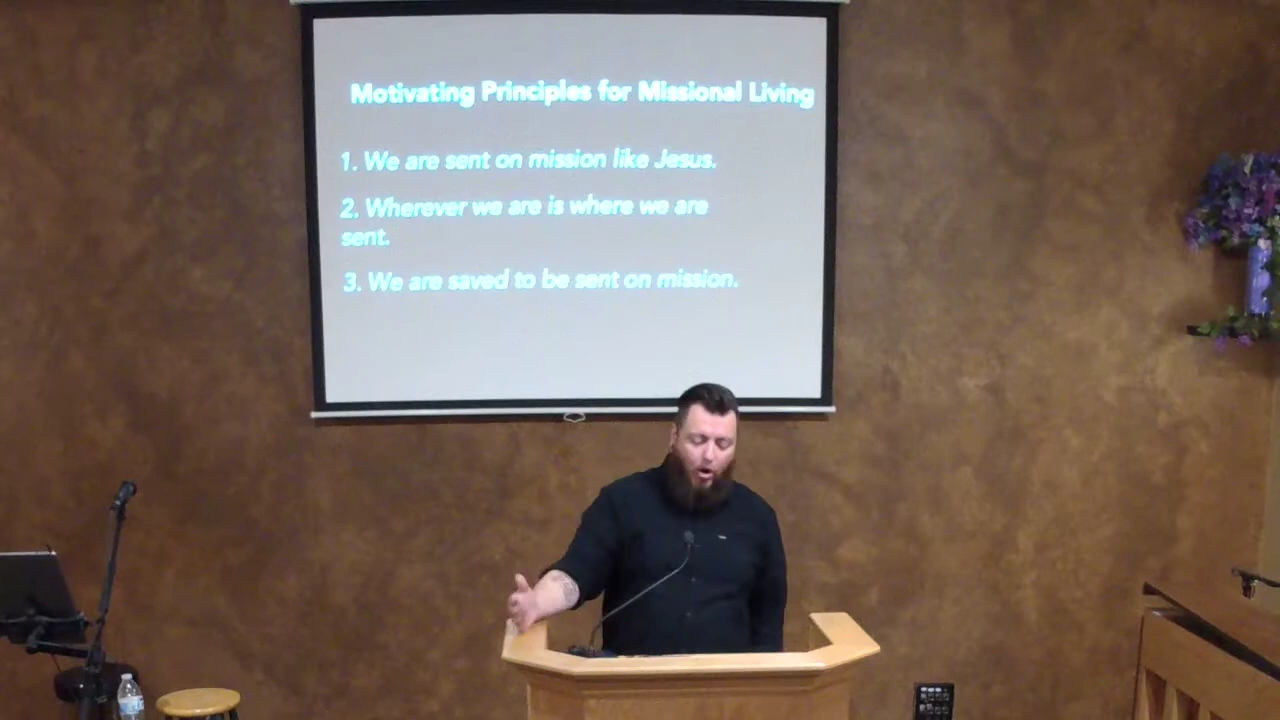 Motivating Principles for Missional Living
1. We are sent on mission like Jesus.
2. Wherever we are is where we are
sent.
3. We are saved to be sent on mission.